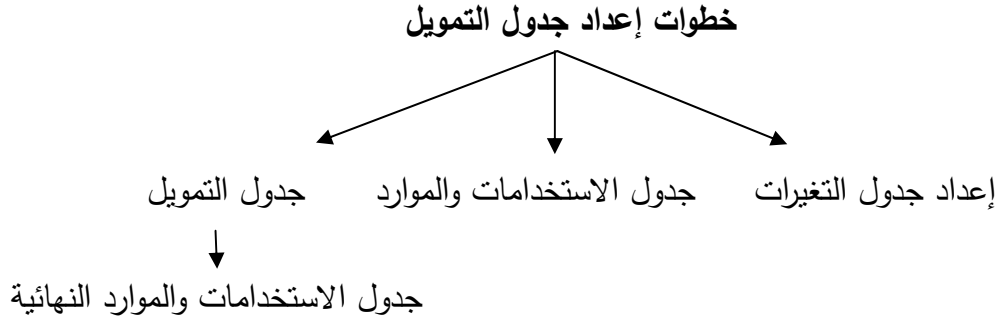 خطوات إعداد جدول التمويل
إعداد جدول التغيرات جدول الاستخدامات والموارد جدول التمويل
جدول الاستخدامات والموارد النهائية